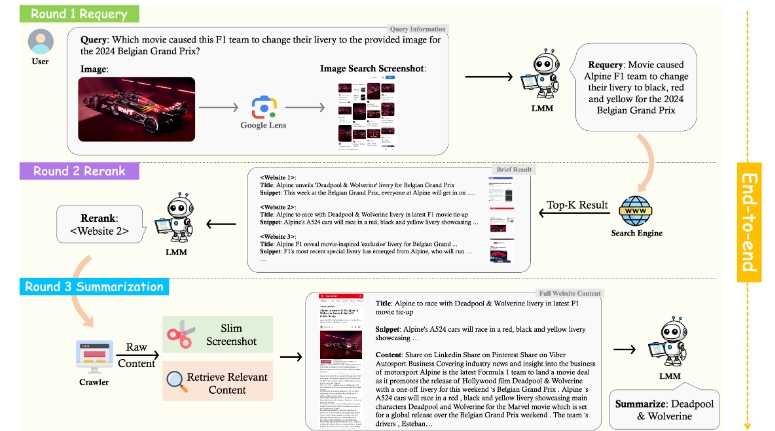 Round 1 Requery
Query Information
User
Query: Which movie caused this F1 team to change their livery to the provided image for
the 2024 Belgian Grand Prix?
Image:
Image Search Screenshot:
Google Lens
LMM
Requery: Movie caused
Alpine F1 team to change
their livery to black, red
and yellow for the 2024
Belgian Grand Prix
End-to-end
Round 2 Rerank
Brief Result
<Website 1>:
Title: Alpine unveils 'Deadpool & Wolverine' livery for Belgian Grand Prix
Snippet: This week at the Belgian Grand Prix, everyone at Alpine will get in on ….
<Website 2>:
Title: Alpine to race with Deadpool & Wolverine livery in latest F1 movie tie-up
Snippet: Alpine's A524 cars will race in a red, black and yellow livery showcasing …
<Website 3>:
Title: Alpine F1 reveal movie-inspired 'exclusive' livery for Belgian Grand ...
Snippet: F1's most recent special livery has emerged from Alpine, who will run …
....
Top-K Result
WWW
Search Engine
Rerank:
<Website 2>
LMM
Round 3 Summarization
Full Website Content
Crawler
Raw
Content
Slim
Screenshot
Retrieve Relevant
Content
Title: Alpine to race with Deadpool & Wolverine livery in latest F1
movie tie-up
Snippet: Alpine's A524 cars will race in a red, black and yellow livery
showcasing …
Content: Share on Linkedin Share on Pinterest Share on Viber
Autosport Business Covering industry news and insight into the business
of motorsport Alpine is the latest Formula 1 team to land a movie deal
as it promotes the release of Hollywood film Deadpool & Wolverine
with a one-off livery for this weekend 's Belgian Grand Prix . Alpine 's
A524 cars will race in a red , black and yellow livery showcasing main
characters Deadpool and Wolverine for the Marvel movie which is set
for a global release over the Belgian Grand Prix weekend . The team 's
drivers , Esteban…
LMM
Summarize: Deadpool
& Wolverine